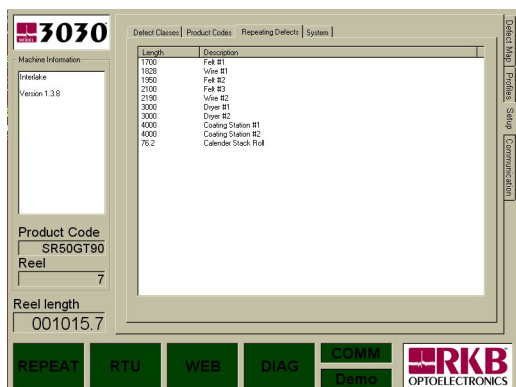 MODEL 3030
Machine Information
Interlake
Version 1.3.8
Product Code
SR50GT90
Reel
7
Reel length
001015.7
Defect Classes Product Codes Repeating Defects System
Length Description
1700 Felt #1
1828 Wire #1
1950 Felt #2
2100 Felt #3
2190 Wire #2
3000 Dryer #1
3000 Dryer #2
4000 Coating Station #1
4000 Coating Station #2
76.2 Calender Stack Roll
Defect Map
Profiles
Setup
Communication
REPEAT
RTU
WEB
DIAG
COMM
Demo
RKB
OPTOELECTRONICS